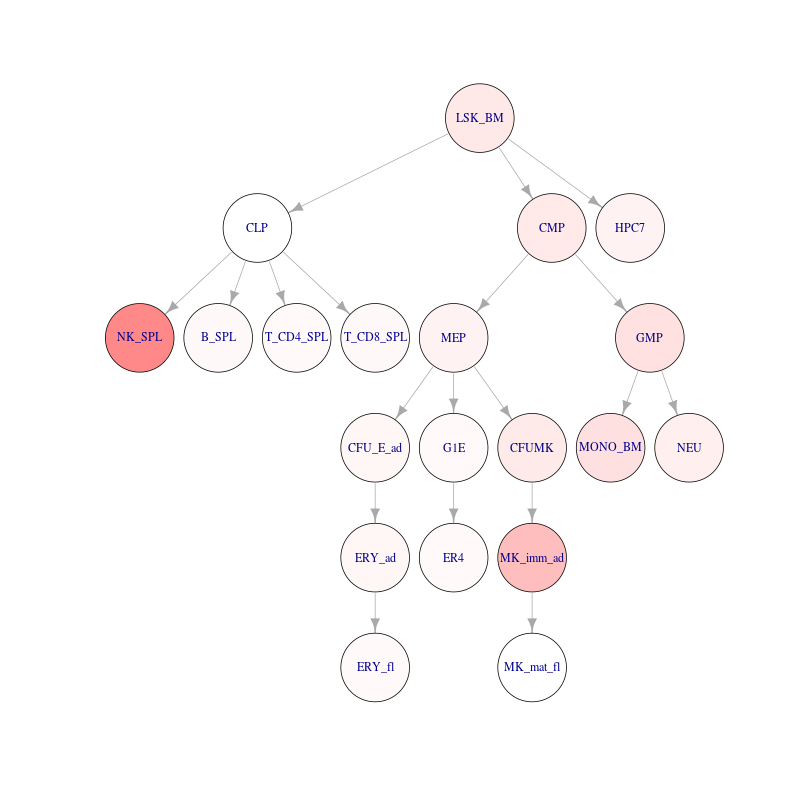 LSK_BM
CLP
CMP
HPC7
NK_SPL
B_SPL
T_CD4_SPL
T_CD8_SPL
MEP
GMP
CFU_E_ad
G1E
CFUMK
MONO_BM
NEU
ERY_ad
ER4
MK_imm_ad
ERY_fl
MK_mat_fl